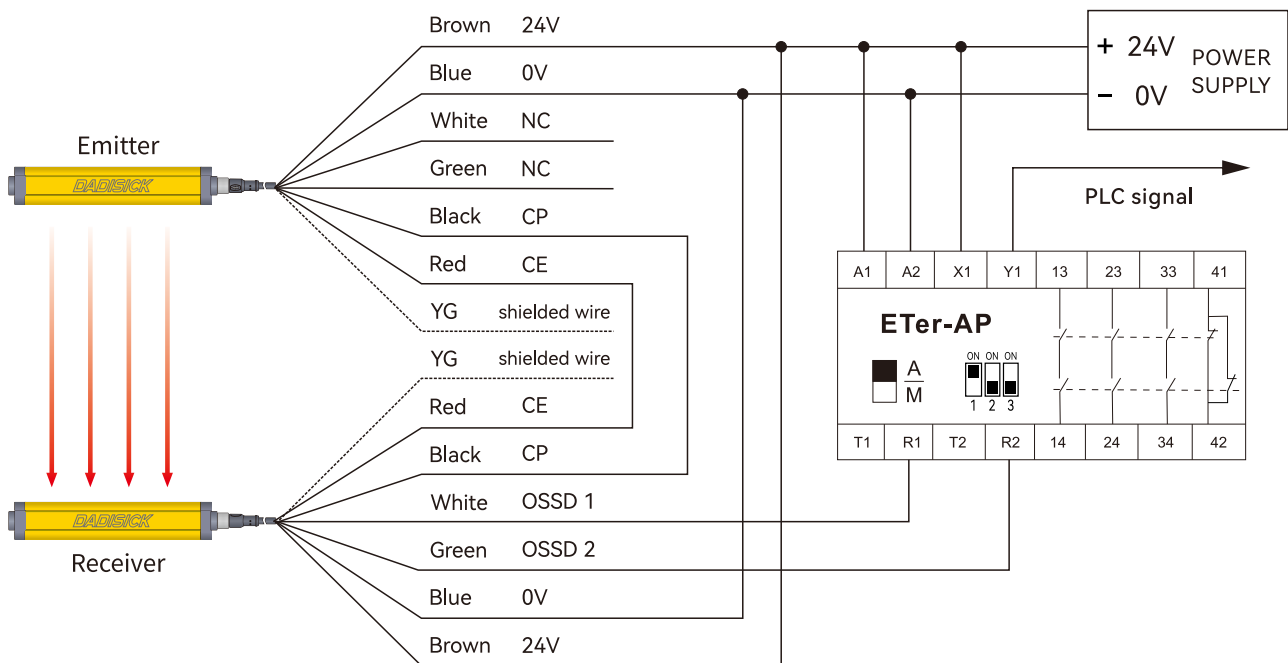 Brown 24V
Blue 0V
White NC
Green NC
Black CP
Red CE
YG shielded wire
YG shielded wire
Red CE
Black CP
White OSSD 1
Green OSSD 2
Blue 0V
Brown 24V
Emitter
DADISICK
DADISICK
Receiver
+ 24V
- 0V
POWER
SUPPLY
PLC signal
A1 A2 X1 Y1 13 23 33 41
ETer-AP
A
M
ON ON ON
1 2 3
T1 R1 T2 R2 14 24 34 42